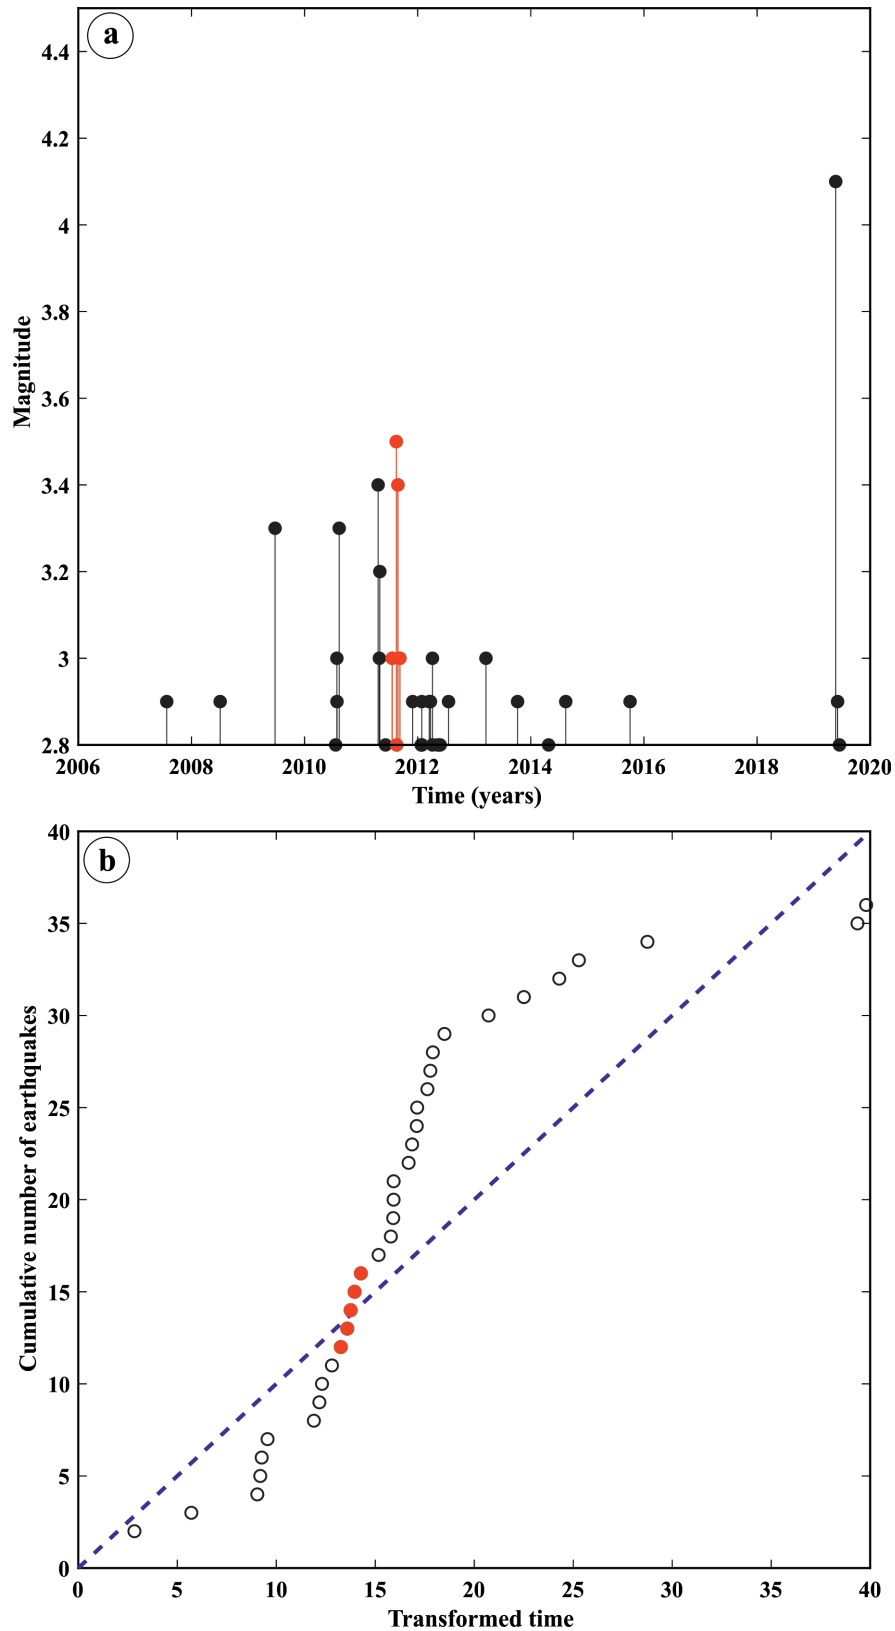 a
4.4
4.2
4
3.8
3.6
3.4
3.2
3
2.8
Magnitude
2006 2008 2010 2012 2014 2016 2018 2020
Time (years)
b
40
35
30
25
20
15
10
5
0
Cumulative number of earthquakes
0 5 10 15 20 25 30 35 40
Transformed time